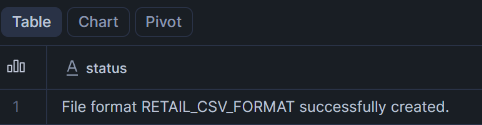 Table Chart Pivot
A status
1 File format RETAIL_CSV_FORMAT successfully created.